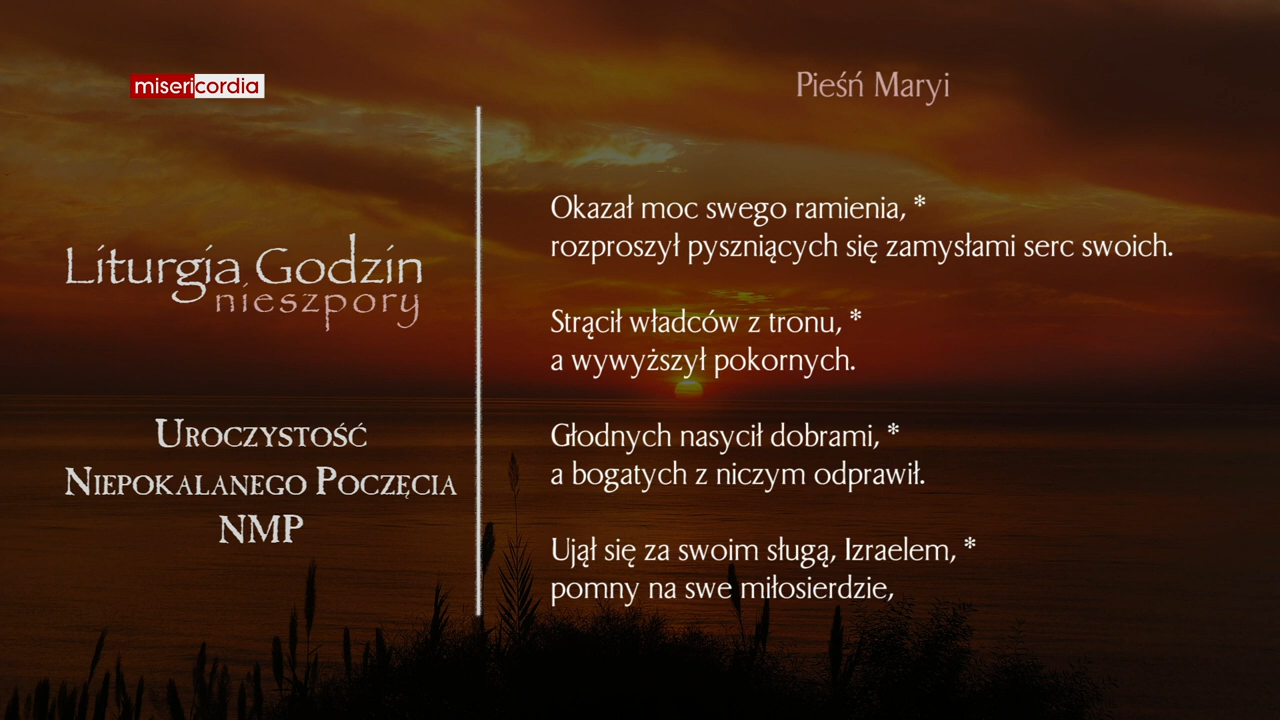 misericordia
Liturgia Godzin
nieszpory
Uroczystość
Niepokalanego Poczęcia
NMP
Pieśń Maryi
Okazał moc swego ramienia, *
rozproszył pyszniących się zamysłami serc swoich.
Strącił władców z tronu, *
a wywyższył pokornych.
Głodnych nasycił dobrami, *
a bogatych z niczym odprawił.
Ujął się za swoim sługą, Izraelem, *
pomny na swe miłosierdzie,